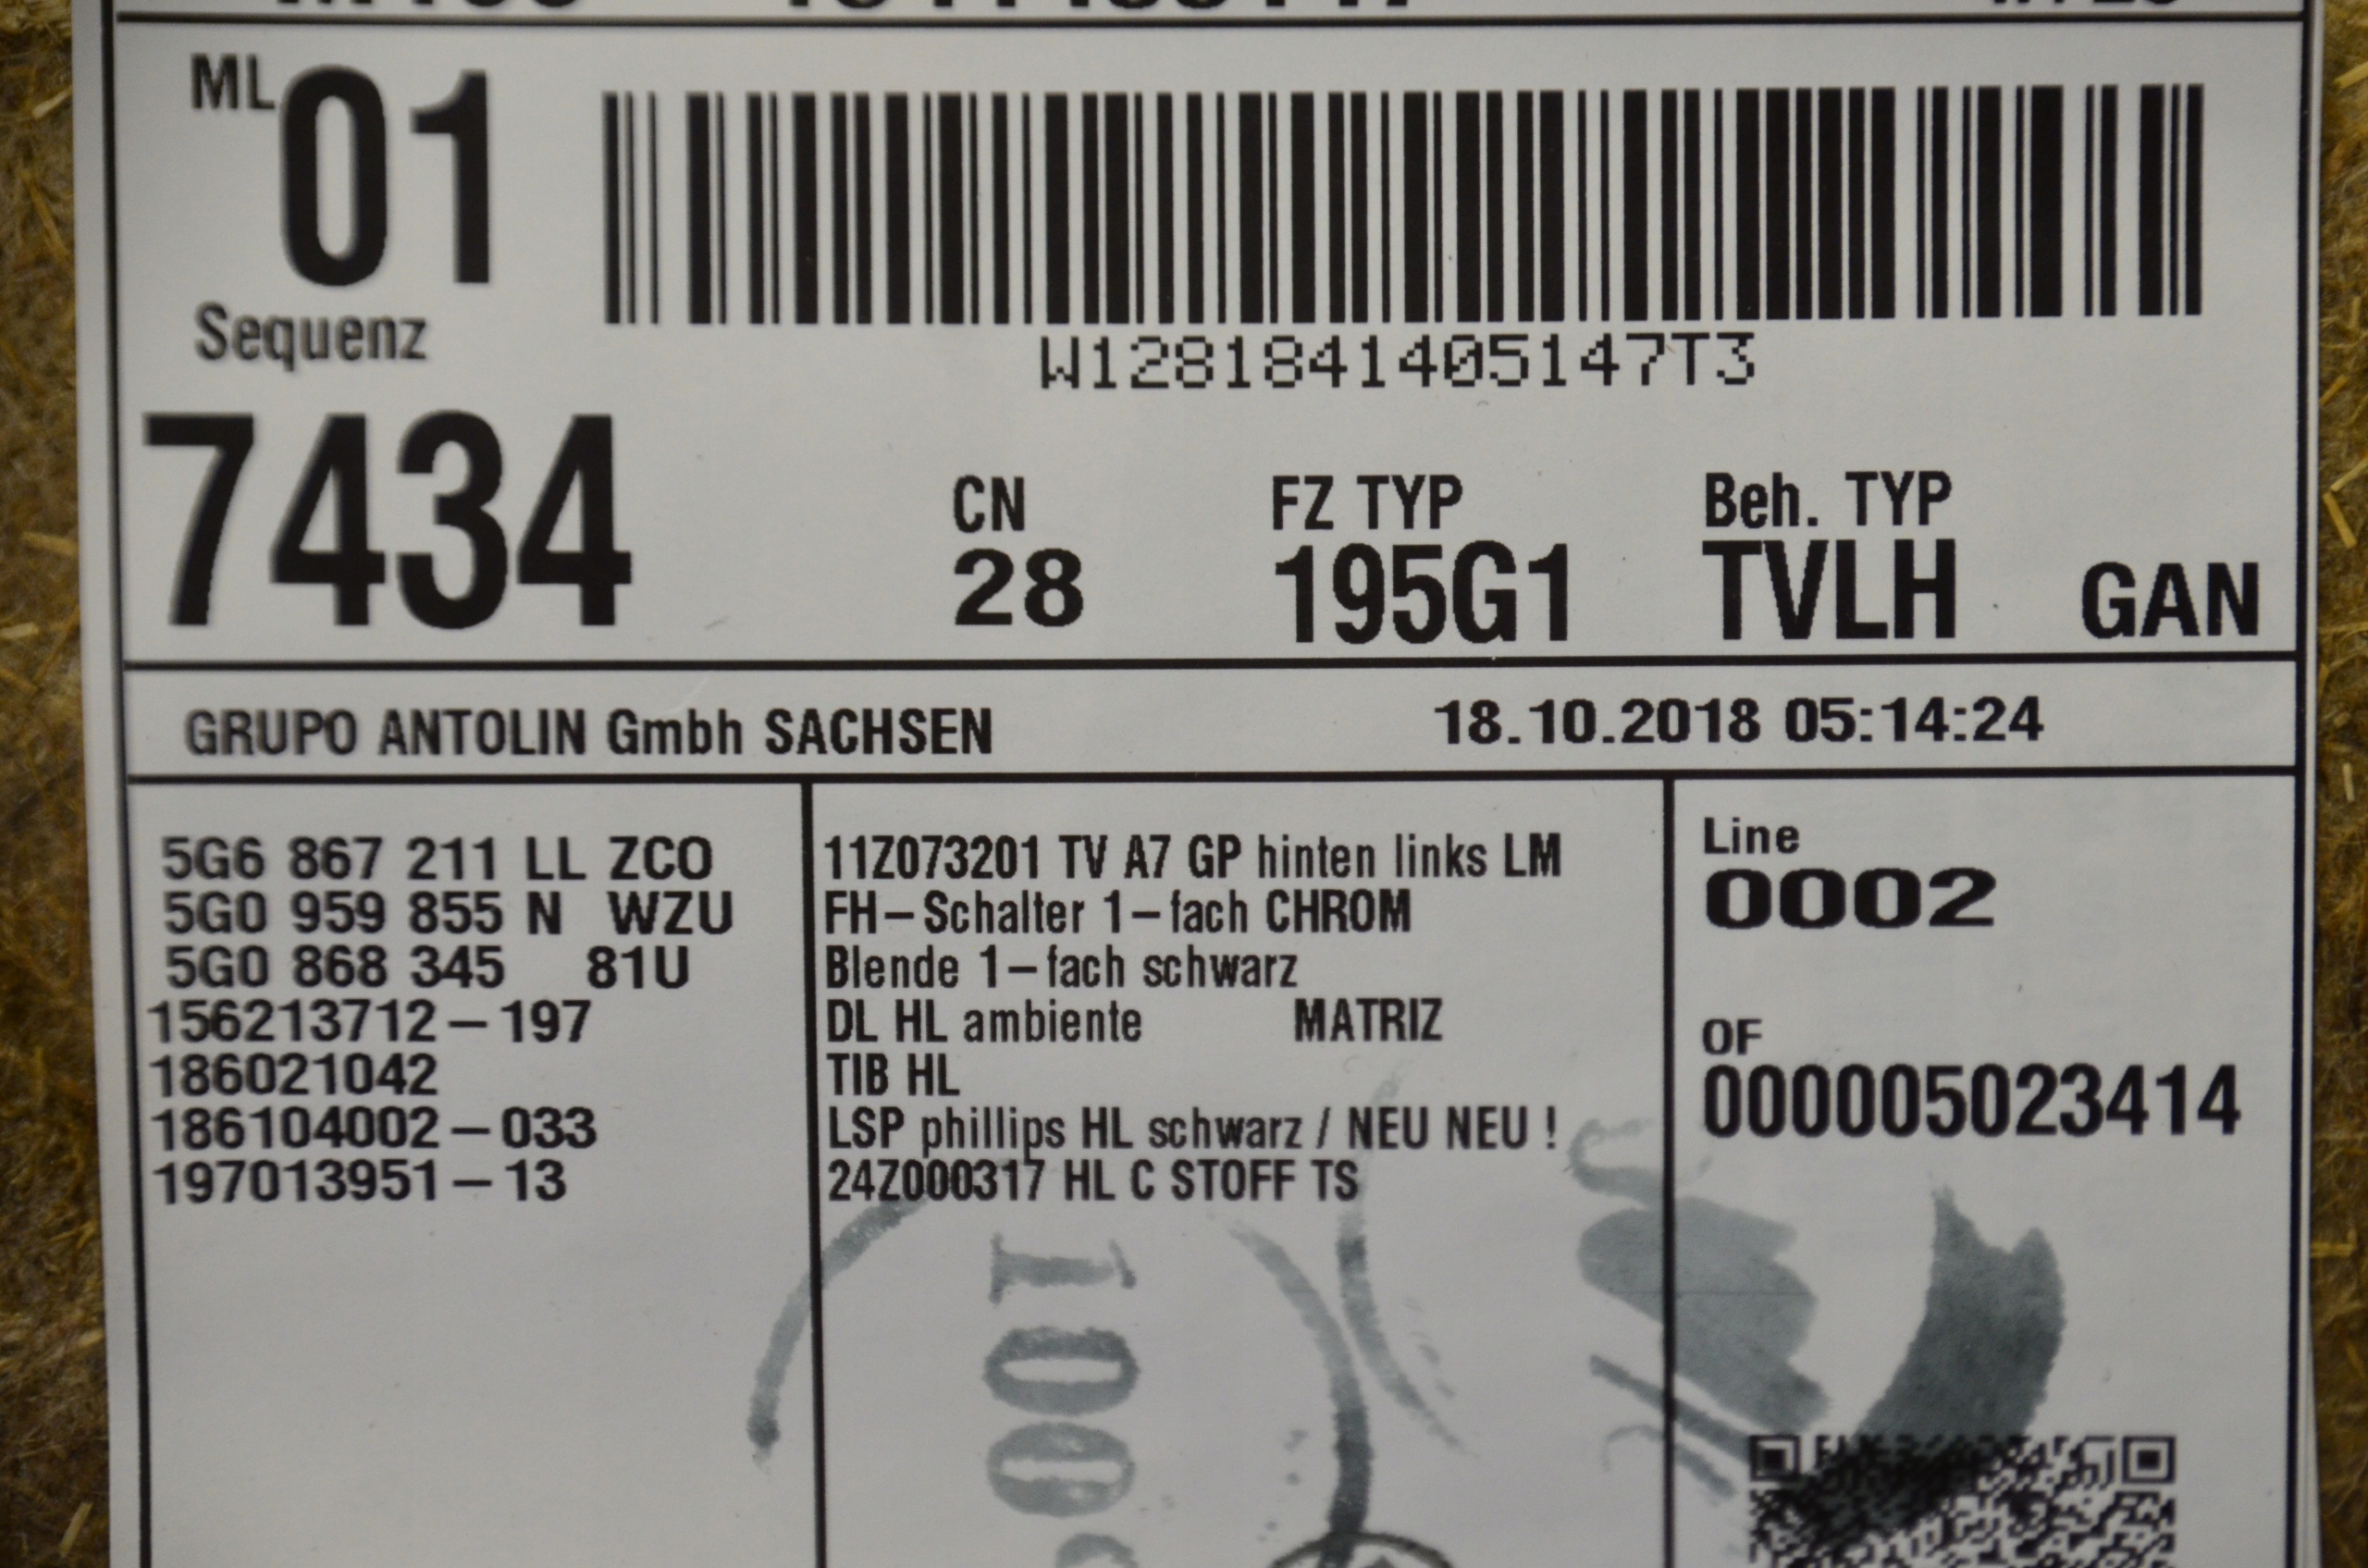 ML 01
Sequenz
W1281841405147T3
7434
CN FZ TYP Beh. TYP
28 195G1 TVLH GAN
GRUPO ANTOLIN Gmbh SACHSEN 18.10.2018 05:14:24
5G6 867 211 LL ZCO
5G0 959 855 N WZU
5G0 868 345 81U
156213712-197
186021042
186104002-033
197013951-13
11Z073201 TV A7 GP hinten links LM
FH-Schalter 1-fach CHROM
Blende 1-fach schwarz
DL HL ambiente MATRIZ
TIB HL
LSP phillips HL schwarz / NEU NEU !
24Z000317 HL C STOFF TS
Line
0002
OF
000005023414